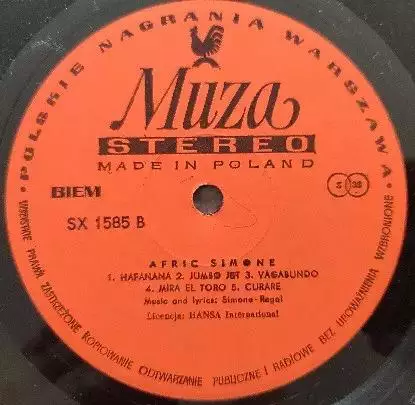 • POLSKIE NAGRANIA WARSZAWA •
Muza
STEREO
MADE IN POLAND
BIEM
S 33
SX 1585 B
AFRIC SIMONE
1. HAFANANA 2. JUMBO JET 3. VAGABUNDO
4. MIRA EL TORO 5. CURARE
Music and lyrics: Simone-Regal
Licencja: HANSA International
WSZYSTKIE PRAWA ZASTRZEŻONE KOPIOWANIE ODTWARZANIE PUBLICZNE I RADIOWE BEZ UPOWAŻNIENIA WZBRONIONE